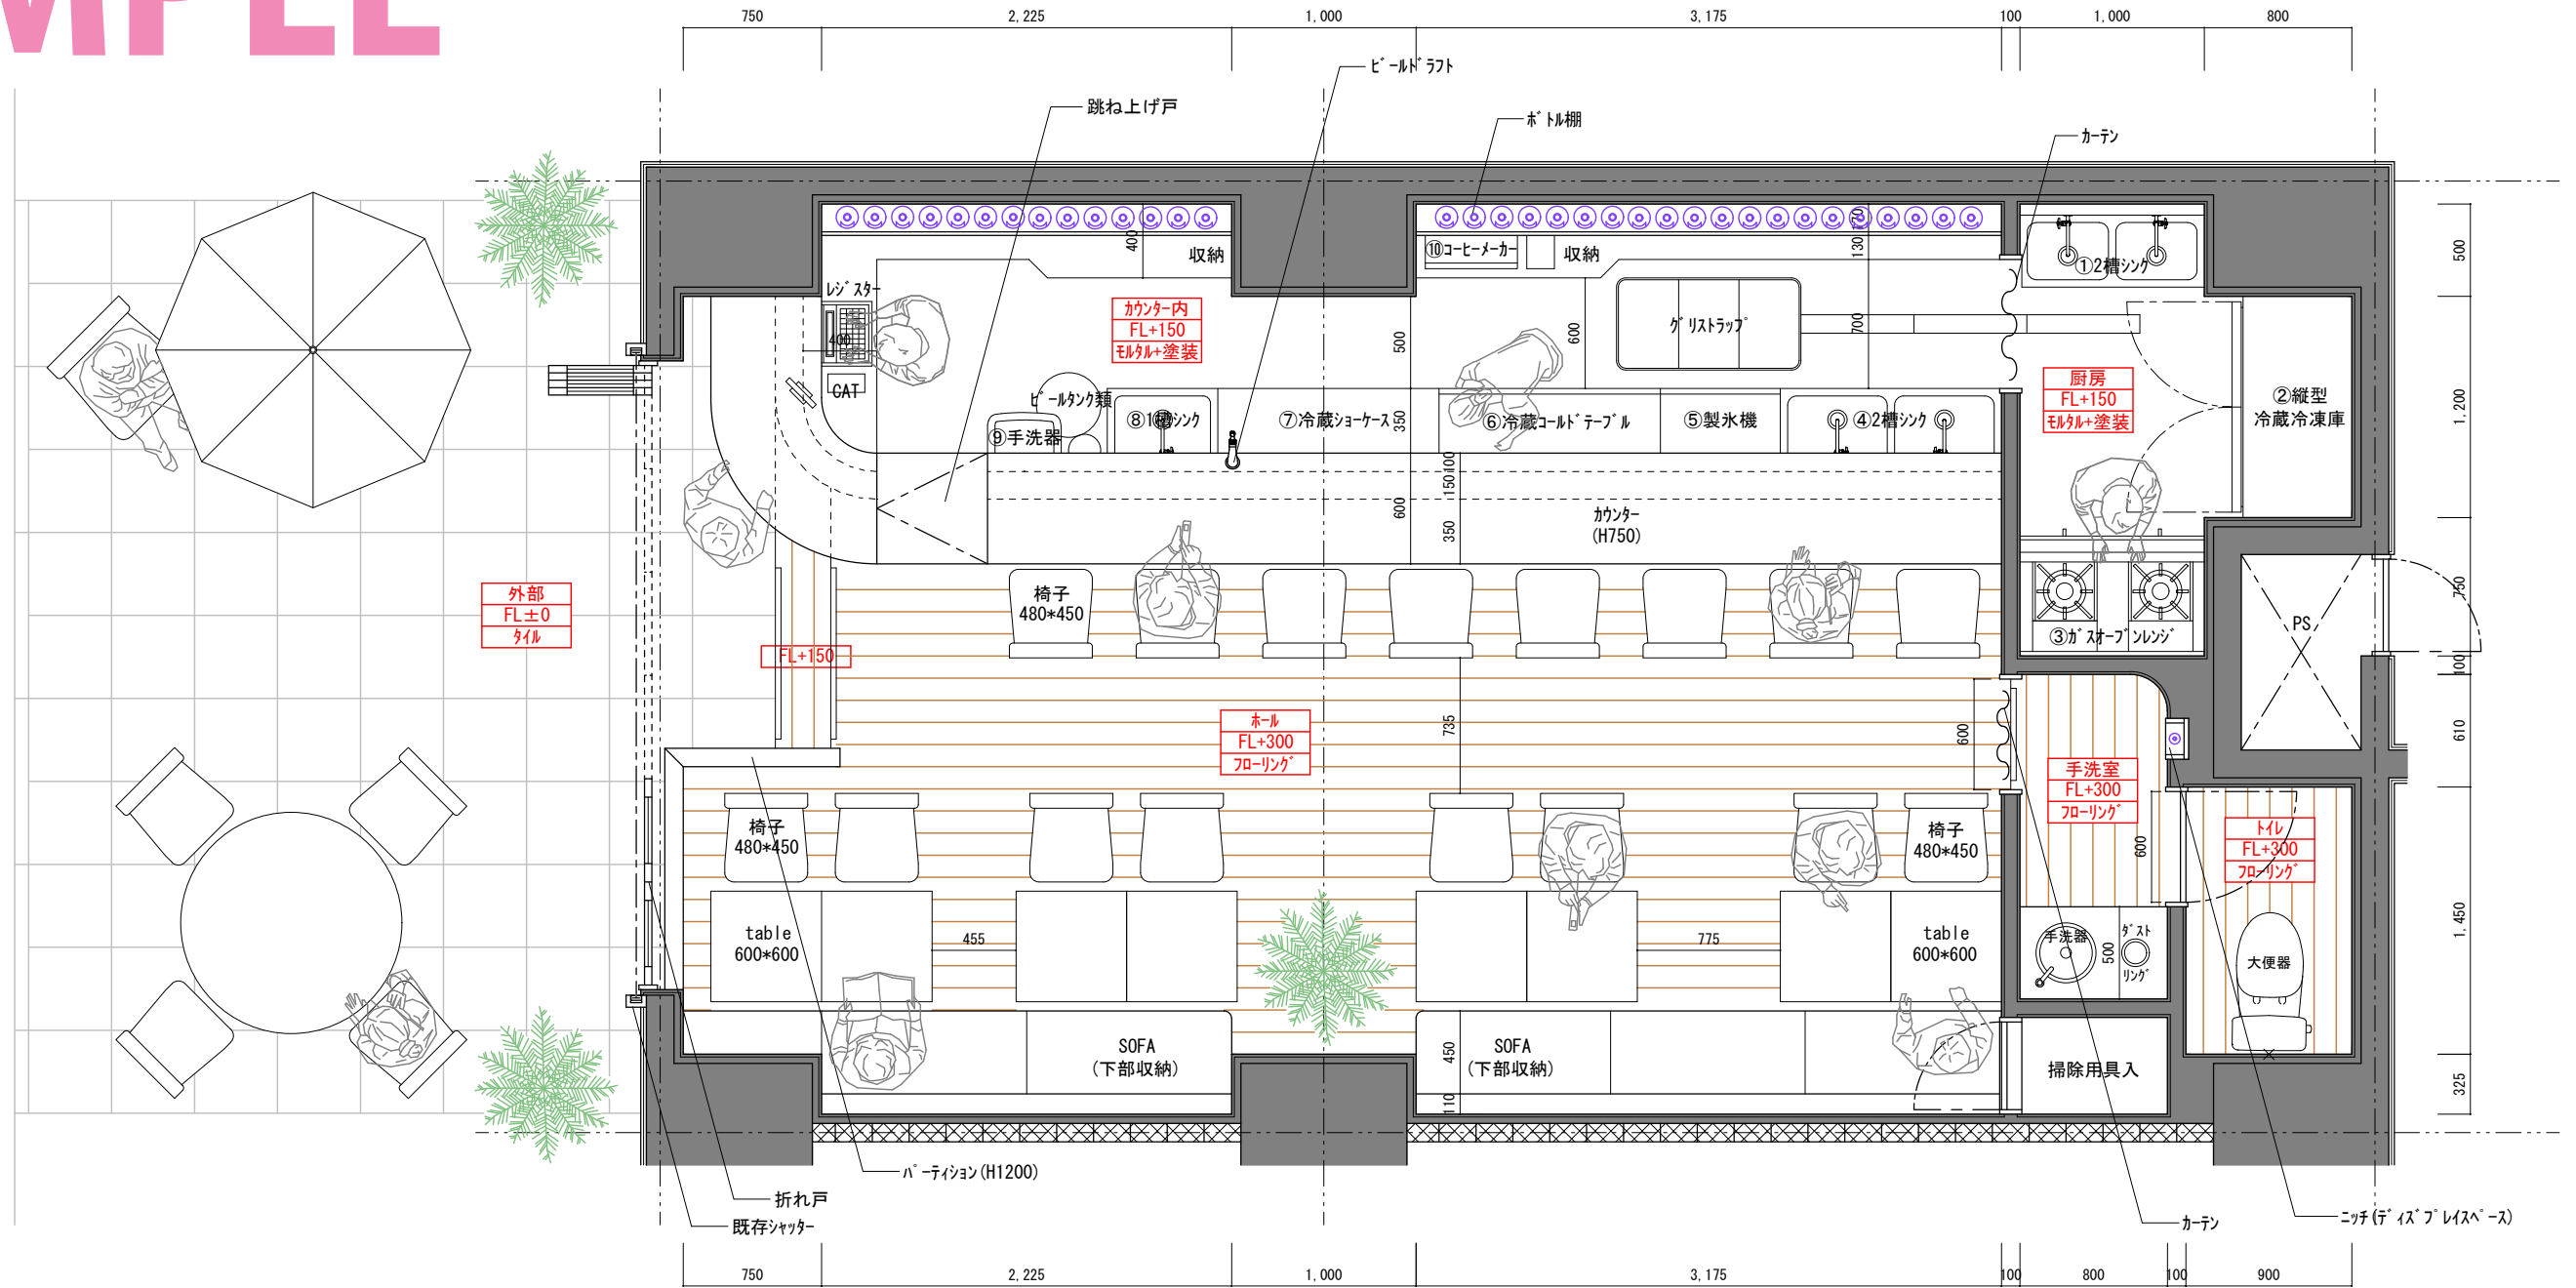 MPLE
750 2,225 1,000 3,175 100 1,000 800
ビールドラフト
跳ね上げ戸
ボトル棚
カーテン
400
収納
⑩コーヒーメーカー
収納
130 170
①2槽シンク
500
レジスター
400
CAT
カウンター内
FL+150
モルタル+塗装
500
600
グリストラップ
700
厨房
FL+150
モルタル+塗装
②縦型
冷蔵冷凍庫
1,200
ビールタンク類
⑨手洗器
⑧1槽シンク
⑦冷蔵ショーケース
350
⑥冷蔵コールドテーブル
⑤製氷機
④2槽シンク
100
150
600
350
カウンター
(H750)
外部
FL±0
タイル
椅子
480*450
③ガスオーブンレンジ
PS
750
100
FL+150
ホール
FL+300
フローリング
735
600
手洗室
FL+300
フローリング
610
椅子
480*450
椅子
480*450
600
トイレ
FL+300
フローリング
table
600*600
455
775
table
600*600
手洗器
500
ダスト
リング
大便器
1,450
SOFA
(下部収納)
450
110
SOFA
(下部収納)
掃除用具入
325
パーティション(H1200)
折れ戸
既存シャッター
カーテン
ニッチ(ディズプレイスペース)
750 2,225 1,000 3,175 100 800 100 900